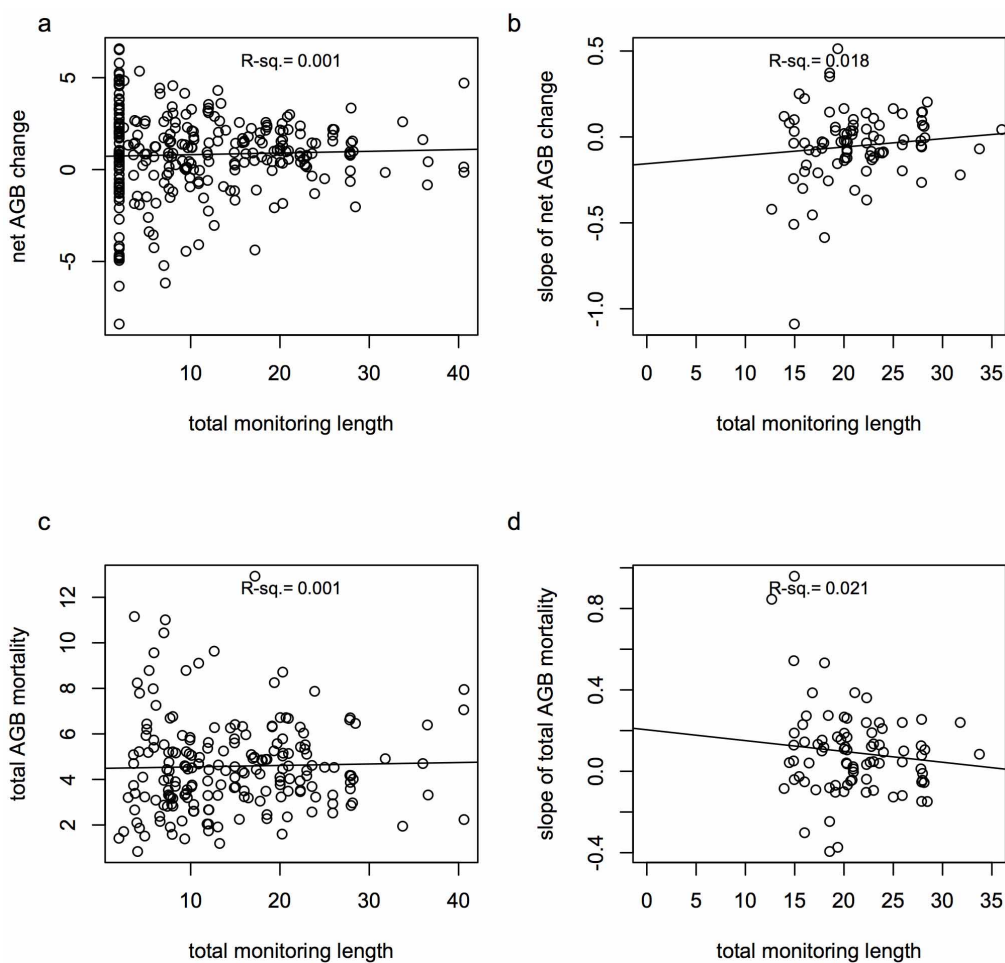 a
R-sq.= 0.001
net AGB change
5
0
-5
10 20 30 40
total monitoring length
b
R-sq.= 0.018
slope of net AGB change
0.5
0.0
-0.5
-1.0
0 5 10 15 20 25 30 35
total monitoring length
c
R-sq.= 0.001
total AGB mortality
12
10
8
6
4
2
10 20 30 40
total monitoring length
d
R-sq.= 0.021
slope of total AGB mortality
0.8
0.4
0.0
-0.4
0 5 10 15 20 25 30 35
total monitoring length